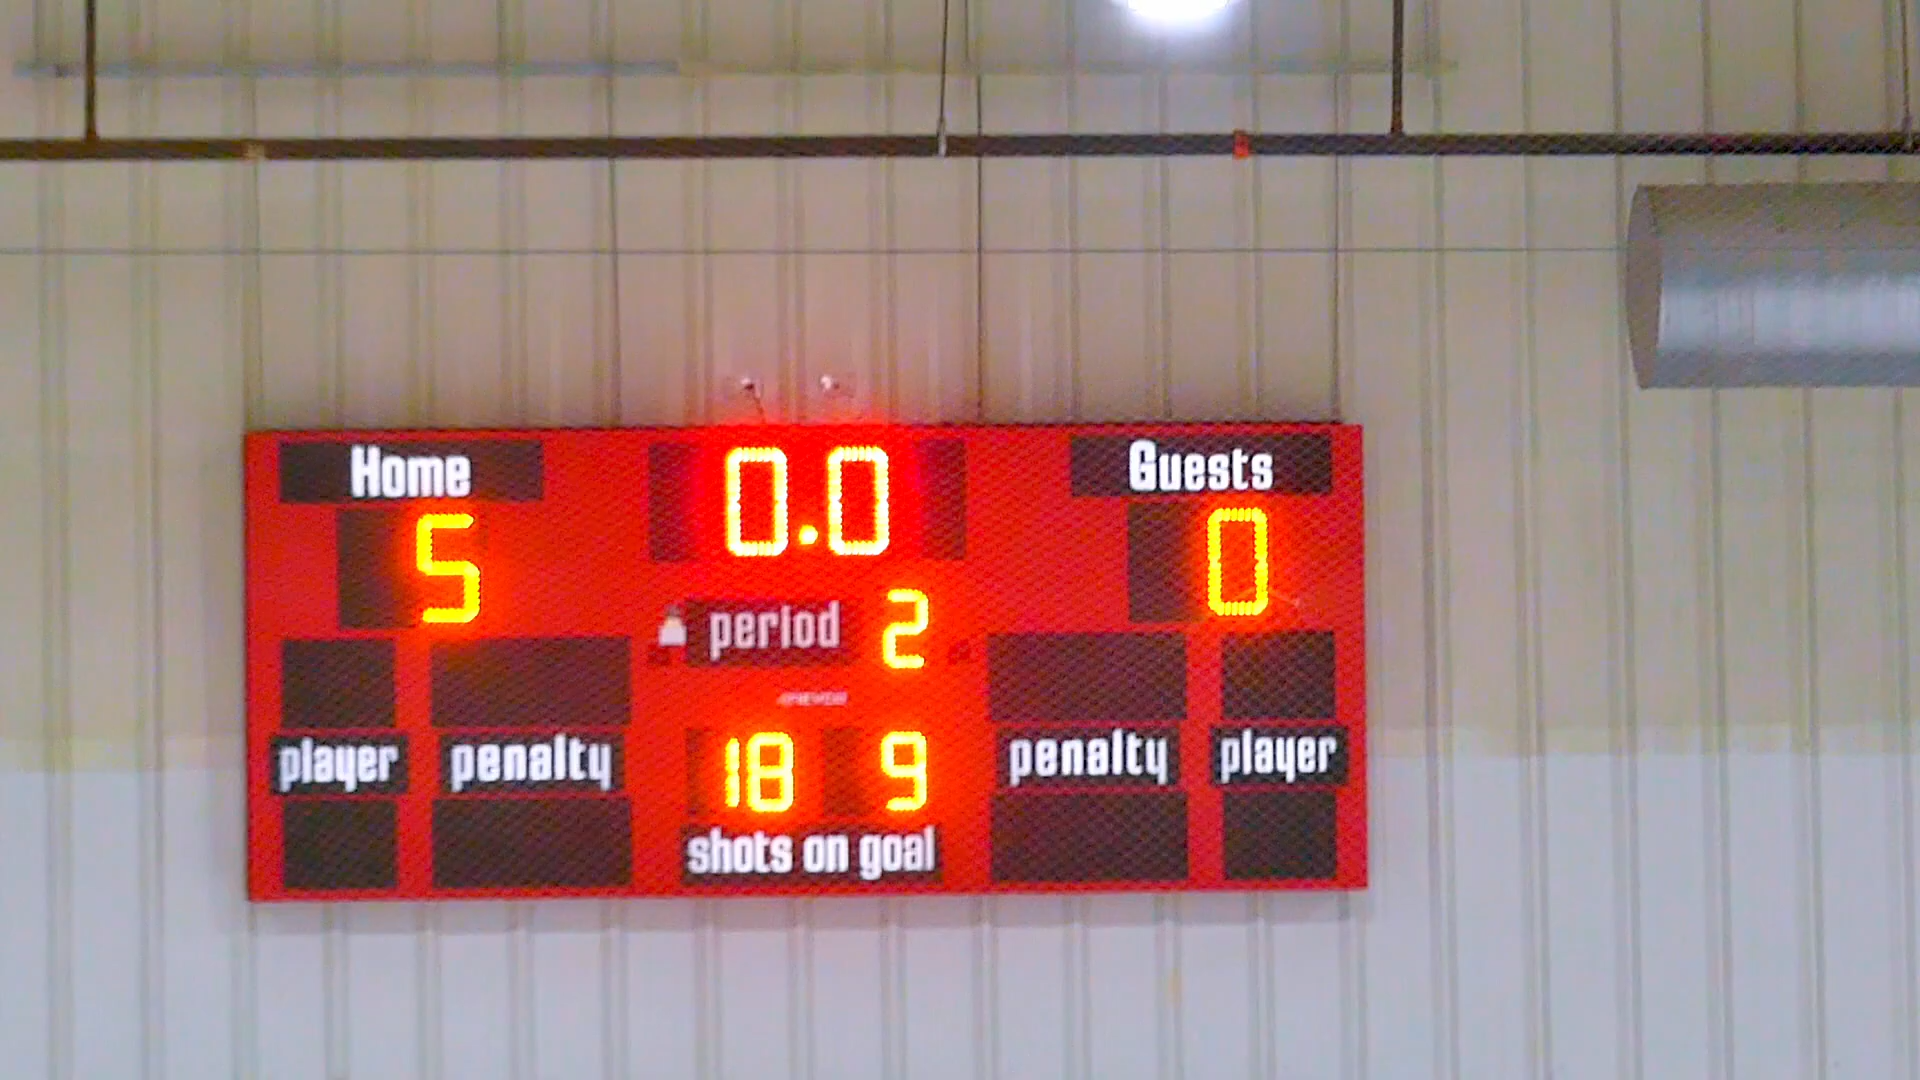 Home 0.0 Guests
5 0
period 2
player penalty 18 9 penalty player
shots on goal